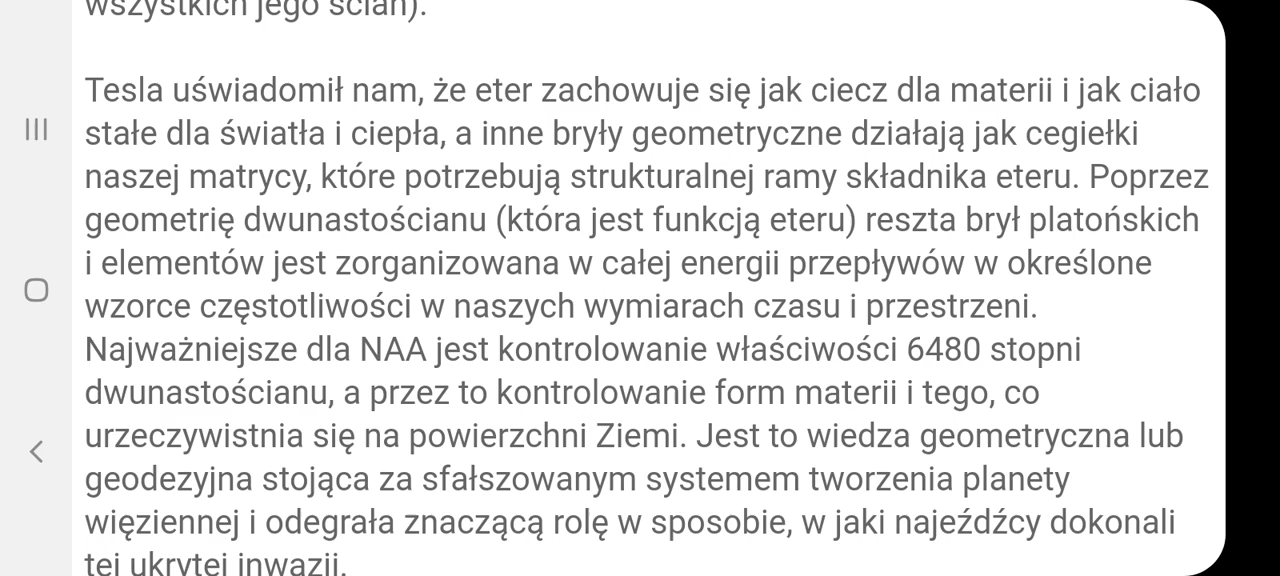 wszystkich jego ścian).
Tesla uświadomił nam, że eter zachowuje się jak ciecz dla materii i jak ciało
stałe dla światła i ciepła, a inne bryły geometryczne działają jak cegiełki
naszej matrycy, które potrzebują strukturalnej ramy składnika eteru. Poprzez
geometrię dwunastościanu (która jest funkcją eteru) reszta brył platońskich
i elementów jest zorganizowana w całej energii przepływów w określone
wzorce częstotliwości w naszych wymiarach czasu i przestrzeni.
Najważniejsze dla NAA jest kontrolowanie właściwości 6480 stopni
dwunastościanu, a przez to kontrolowanie form materii i tego, co
urzeczywistnia się na powierzchni Ziemi. Jest to wiedza geometryczna lub
geodezyjna stojąca za sfałszowanym systemem tworzenia planety
więziennej i odegrała znaczącą rolę w sposobie, w jaki najeźdźcy dokonali
tej ukrytej inwazji.